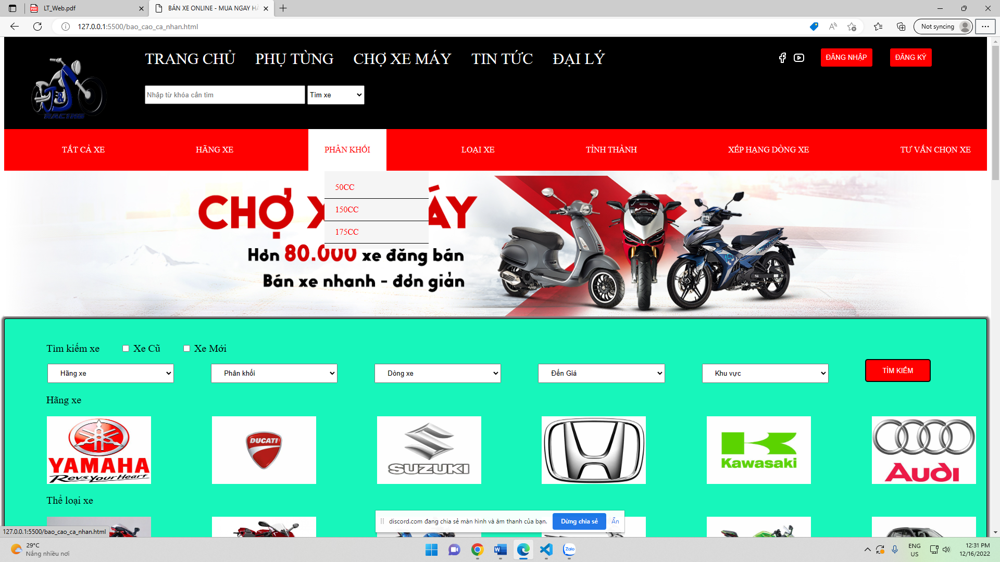 LT_Web.pdf
BÁN XE ONLINE - MUA NGAY HÀ
127.0.0.1:5500/bao_cao_ca_nhan.html
Not syncing
TRANG CHỦ PHỤ TÙNG CHỢ XE MÁY TIN TỨC ĐẠI LÝ
ĐĂNG NHẬP ĐĂNG KÝ
Nhập từ khóa cần tìm
Tìm xe
J&J
RACING
TẤT CẢ XE HÃNG XE PHÂN KHỐI LOẠI XE TỈNH THÀNH XẾP HẠNG DÒNG XE TƯ VẤN CHỌN XE
50CC
150CC
175CC
CHỢ X ÁY
Hơn 80.000 xe đăng bán
Bán xe nhanh - đơn giản
Tìm kiếm xe Xe Cũ Xe Mới
Hãng xe Phân khối Dòng xe Đến Giá Khu vực TÌM KIẾM
Hãng xe
YAMAHA
Revs Your Heart
DUCATI
SUZUKI
Kawasaki
Audi
Thể loại xe
discord.com đang chia sẻ màn hình và âm thanh của bạn. Dừng chia sẻ Ẩn
127.0.0.1:5500/bao_cao_ca_nhan.html
29°C
Nắng nhiều nơi
Zalo
ENG
US
12:31 PM
12/16/2022